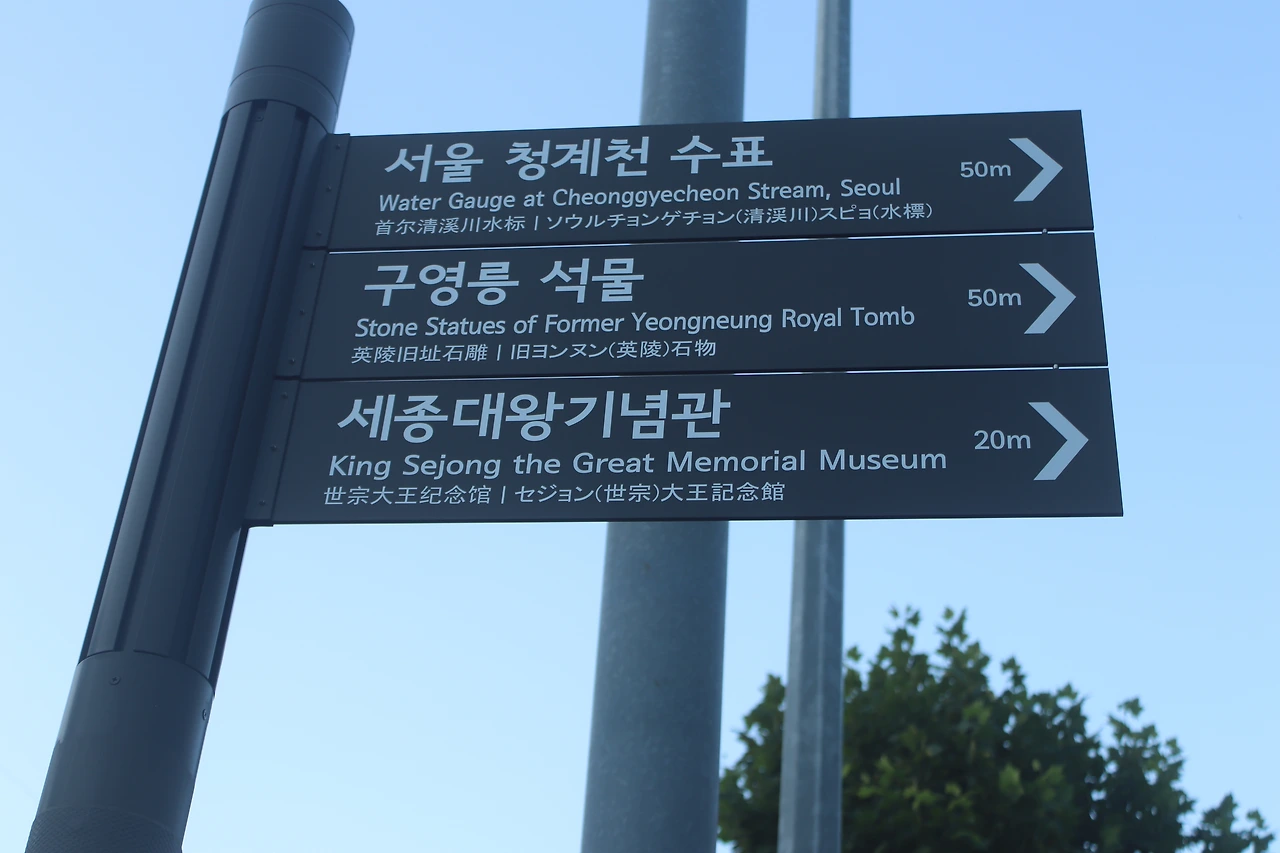 서울 청계천 수표
Water Gauge at Cheonggyecheon Stream, Seoul
50m
首尔清溪川水标 | ソウルチョンゲチョン(清渓川)スピョ(水標)
구영릉 석물
Stone Statues of Former Yeongneung Royal Tomb
50m
英陵旧址石雕 | 旧ヨンヌン(英陵)石物
세종대왕기념관
King Sejong the Great Memorial Museum
20m
世宗大王纪念馆 | セジョン(世宗)大王記念館